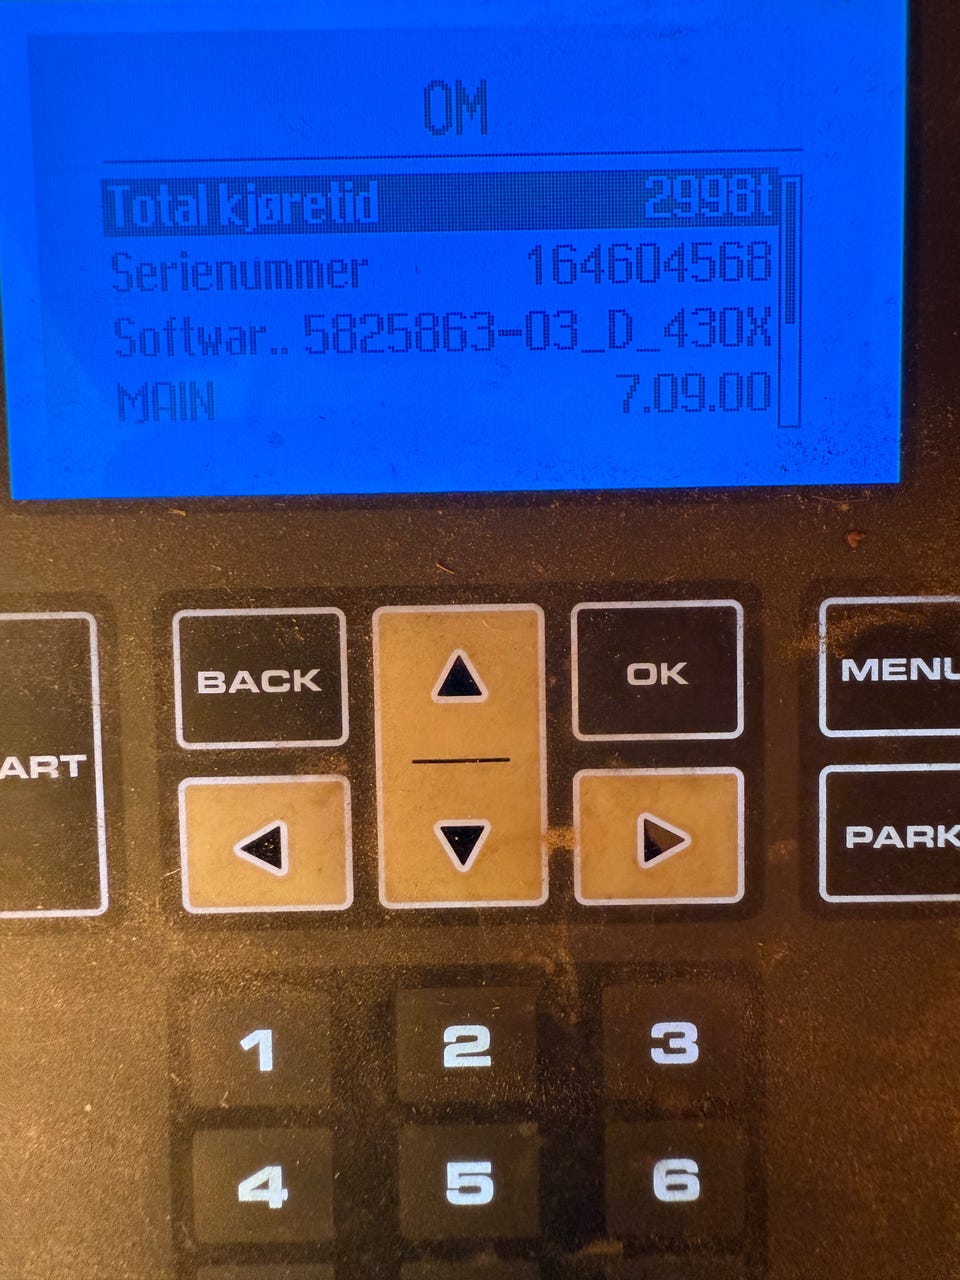 OM
Total kjøretid 2998t
Serienummer 164604568
Softwar.. 5825863-03_D_430X
MAIN 7.09.00
BACK OK MENU
ART PARK
1 2 3
4 5 6